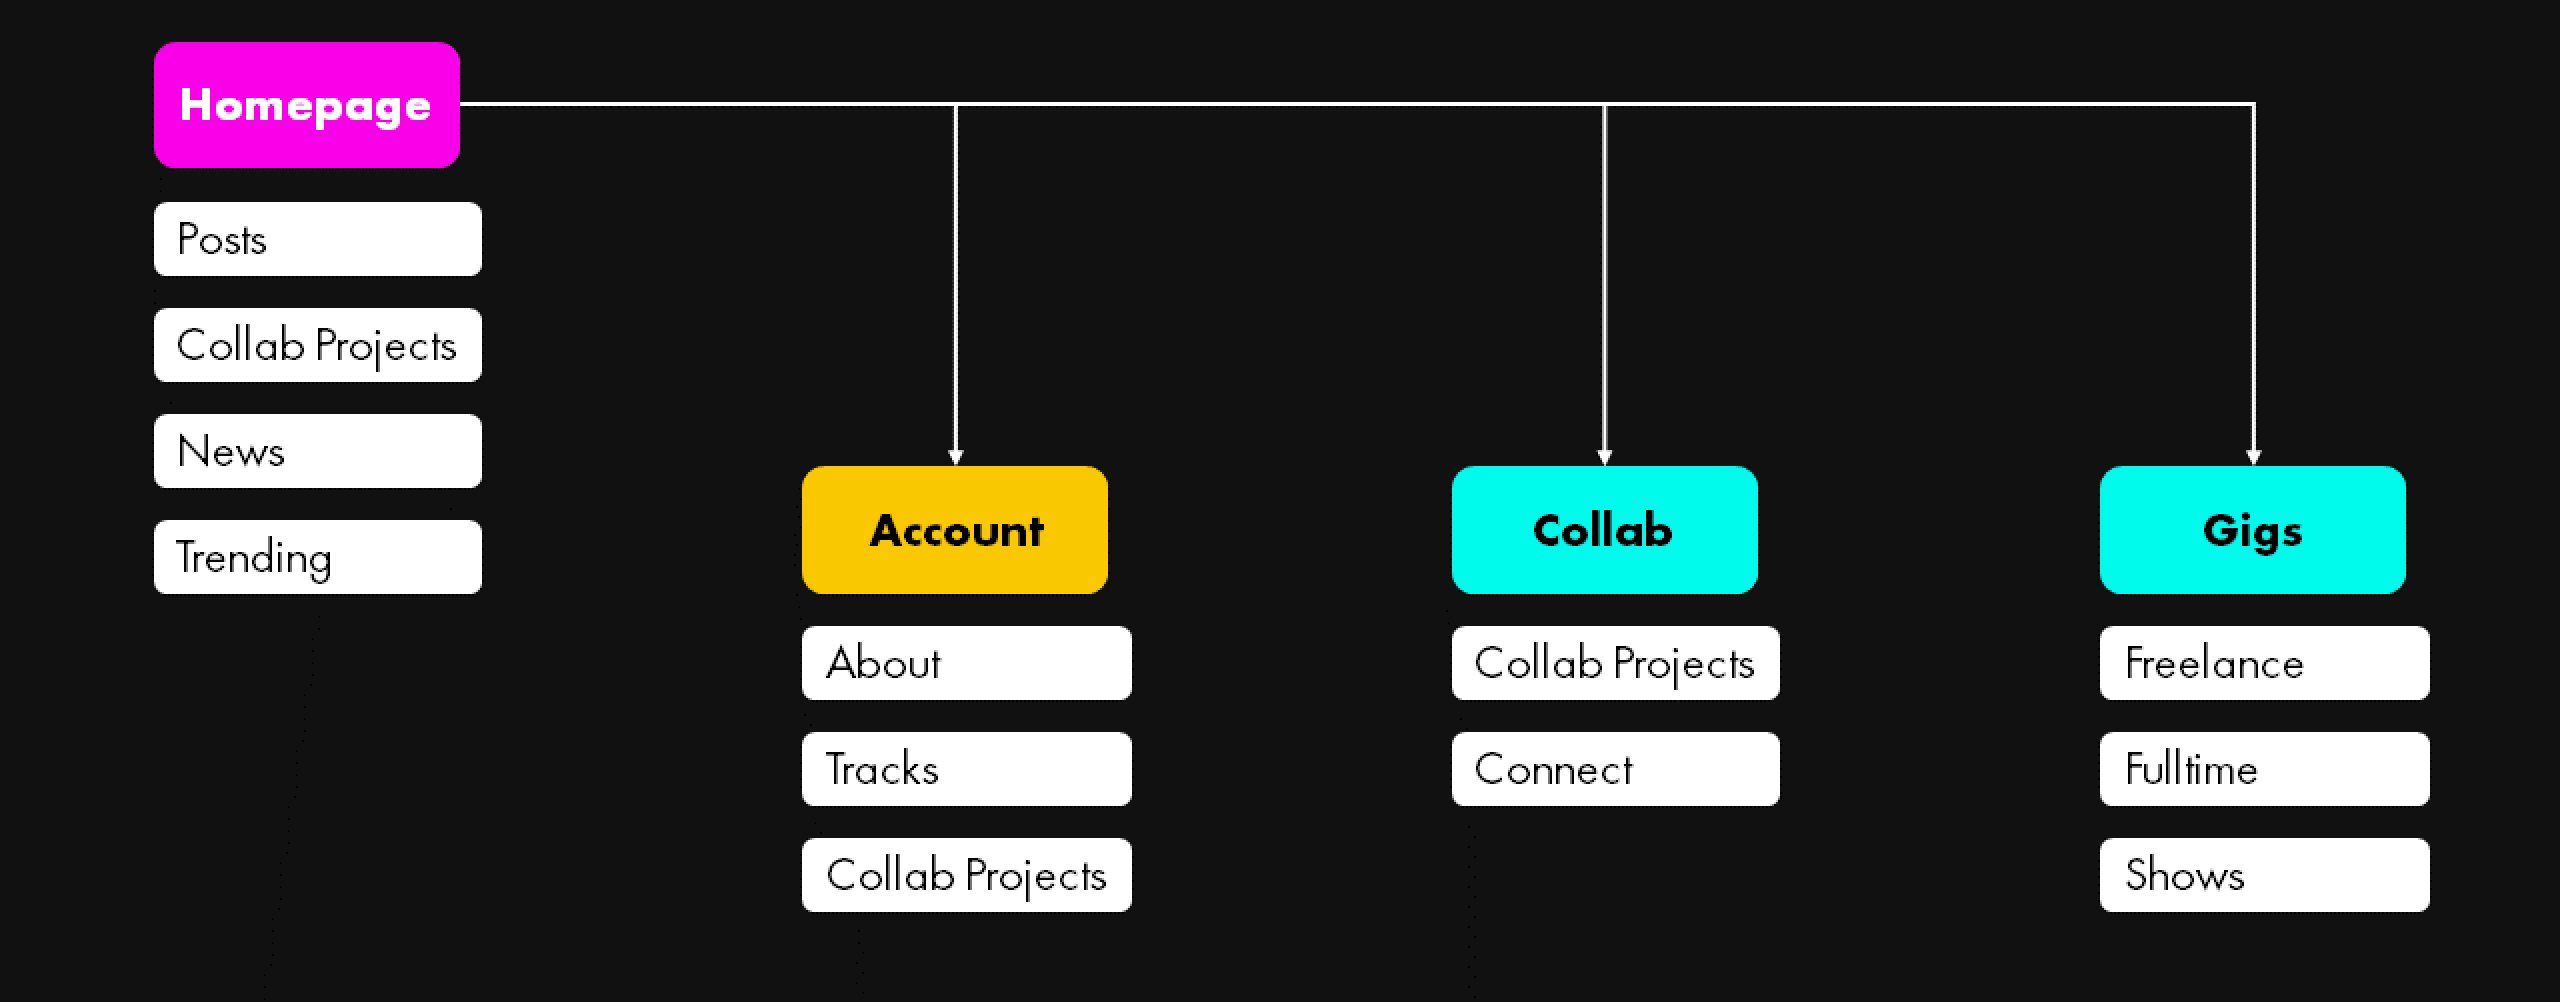 Homepage
Posts
Collab Projects
News
Trending
Account
About
Tracks
Collab Projects
Collab
Collab Projects
Connect
Gigs
Freelance
Fulltime
Shows